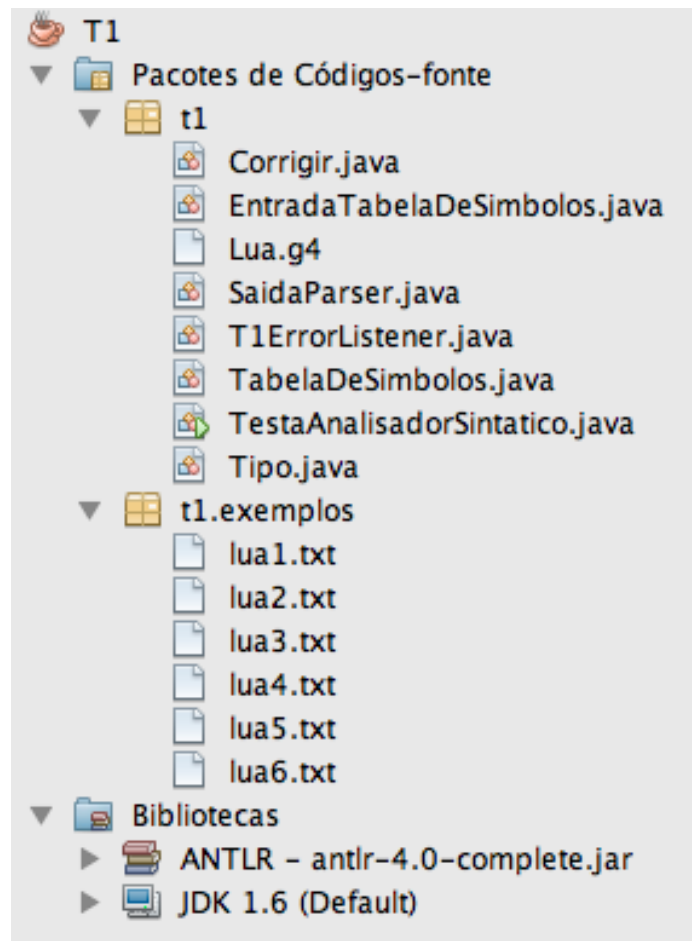 T1
Pacotes de Códigos-fonte
t1
Corrigir.java
EntradaTabelaDeSimbolos.java
Lua.g4
SaidaParser.java
T1ErrorListener.java
TabelaDeSimbolos.java
TestaAnalisadorSintatico.java
Tipo.java
t1.exemplos
lua1.txt
lua2.txt
lua3.txt
lua4.txt
lua5.txt
lua6.txt
Bibliotecas
ANTLR - antlr-4.0-complete.jar
JDK 1.6 (Default)